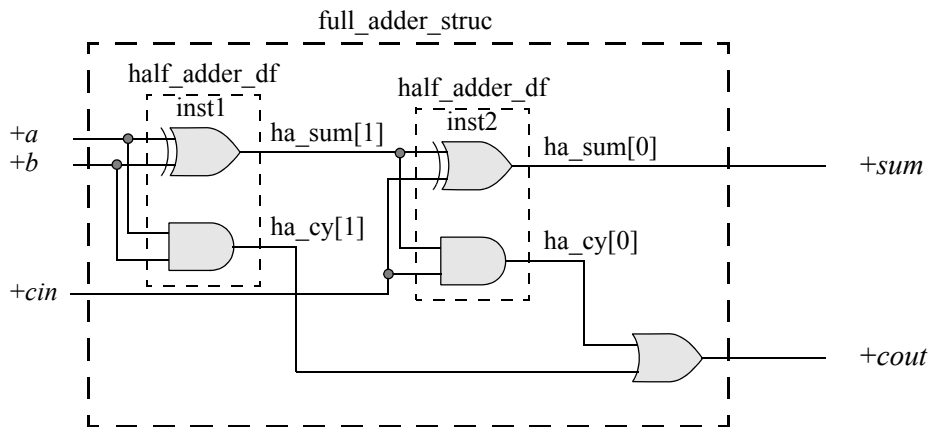 full_adder_struc
half_adder_df
inst1
half_adder_df
inst2
+a
+b
ha_sum[1]
ha_sum[0]
+sum
ha_cy[1]
ha_cy[0]
+cin
+cout